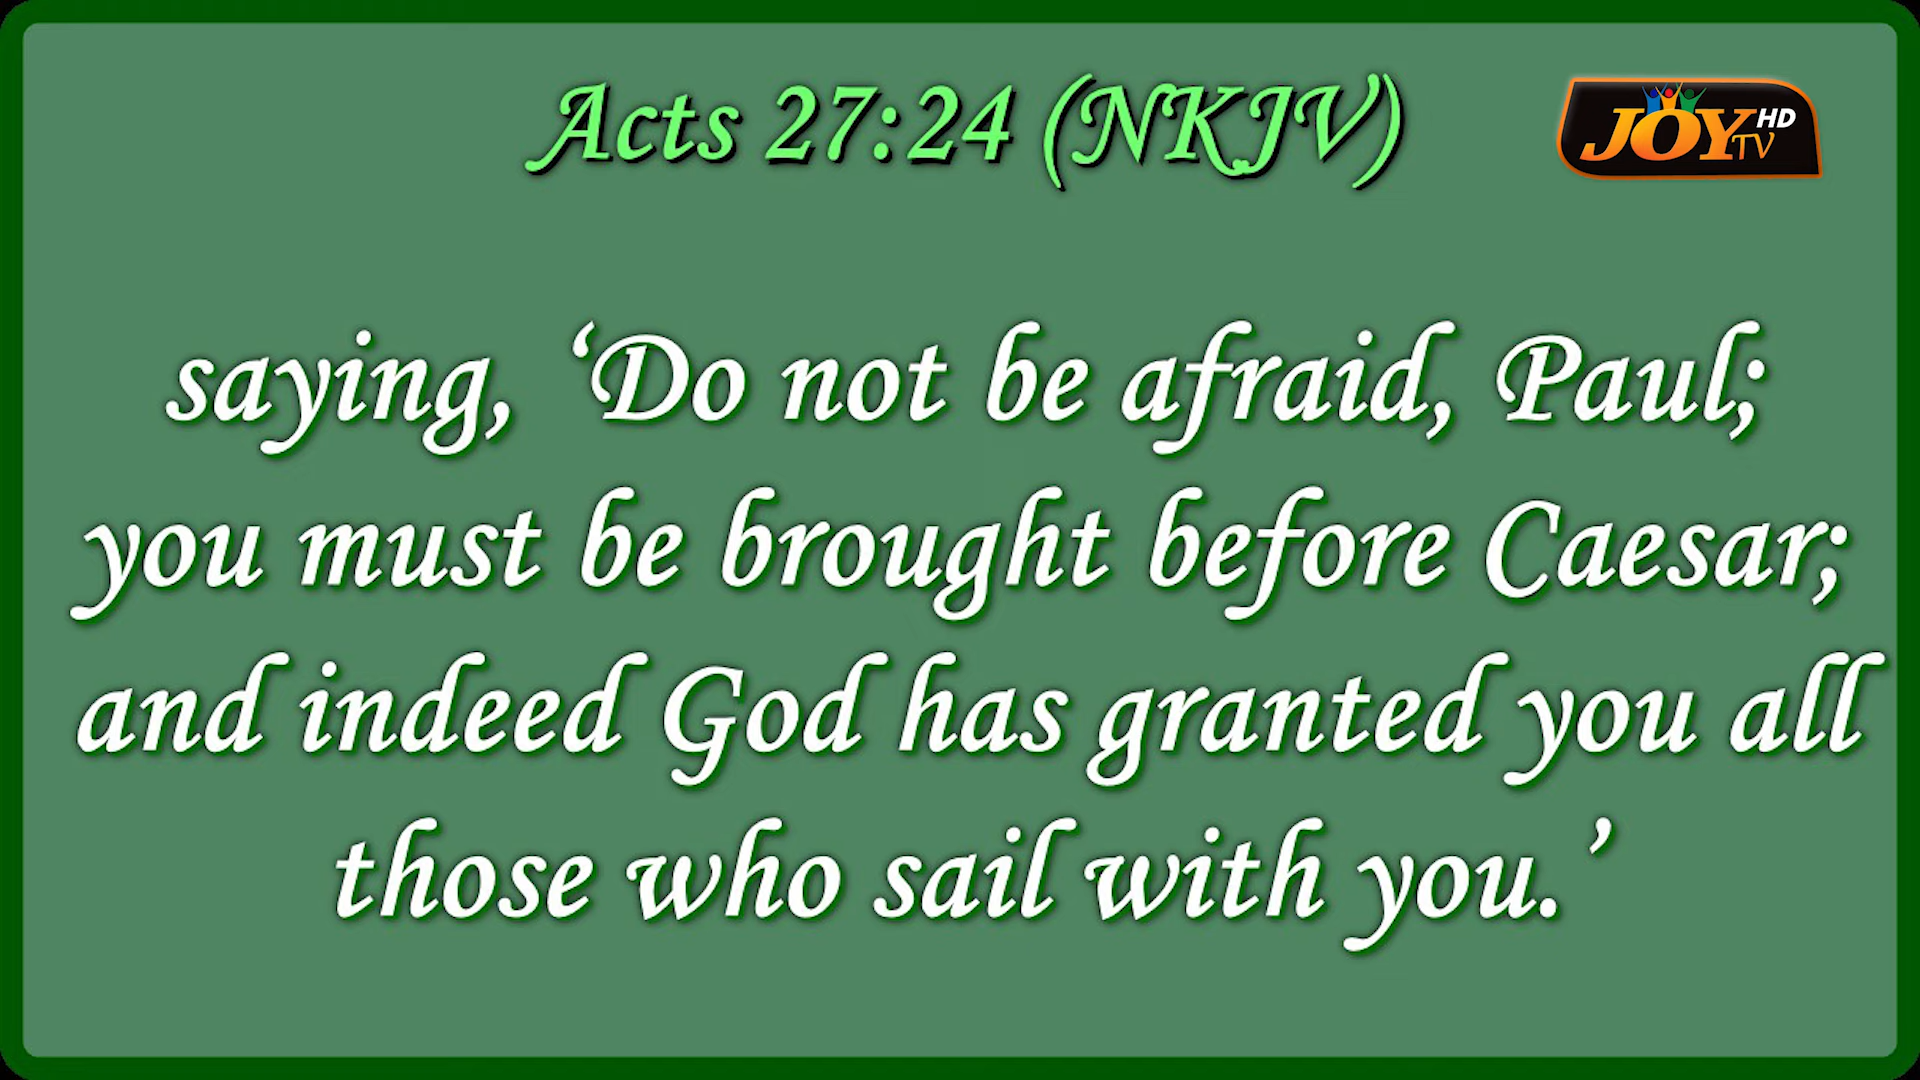 Acts 27:24 (NKJV)
JOY TV HD
saying, ‘Do not be afraid, Paul;
you must be brought before Caesar;
and indeed God has granted you all
those who sail with you.’